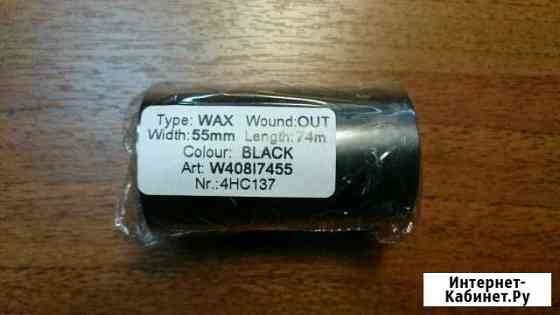 Type: WAX Wound:OUT
Width:55mm Length:74m
Colour: BLACK
Art: W408I7455
Nr.:4HC137
Интернет-
Кабинет.Ру